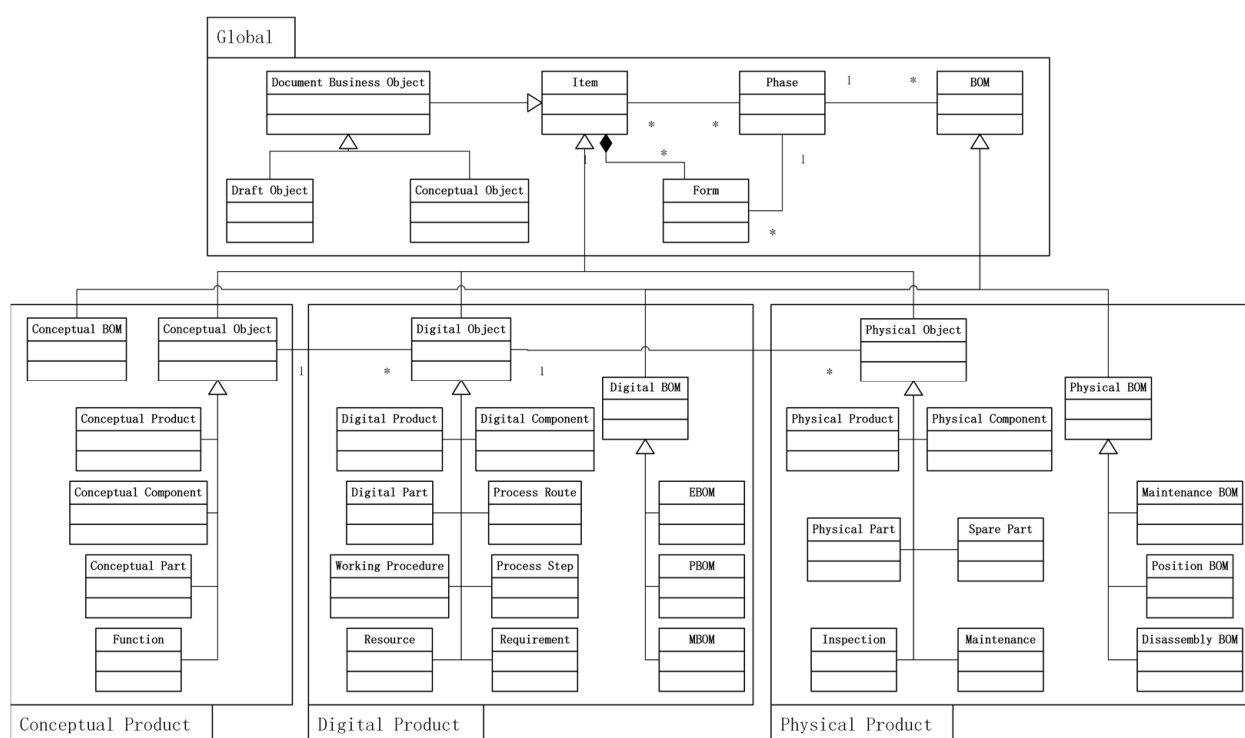 Global
Document Business Object
Item
Phase
1
*
BOM
*
*
1
*
1
Draft Object
Conceptual Object
Form
*
Conceptual BOM
Conceptual Object
Digital Object
Physical Object
1
*
1
*
Digital BOM
Physical BOM
Conceptual Product
Digital Product
Digital Component
Physical Product
Physical Component
Conceptual Component
Digital Part
Process Route
EBOM
Maintenance BOM
Physical Part
Spare Part
Conceptual Part
Working Procedure
Process Step
PBOM
Position BOM
Function
Resource
Requirement
MBOM
Inspection
Maintenance
Disassembly BOM
Conceptual Product
Digital Product
Physical Product